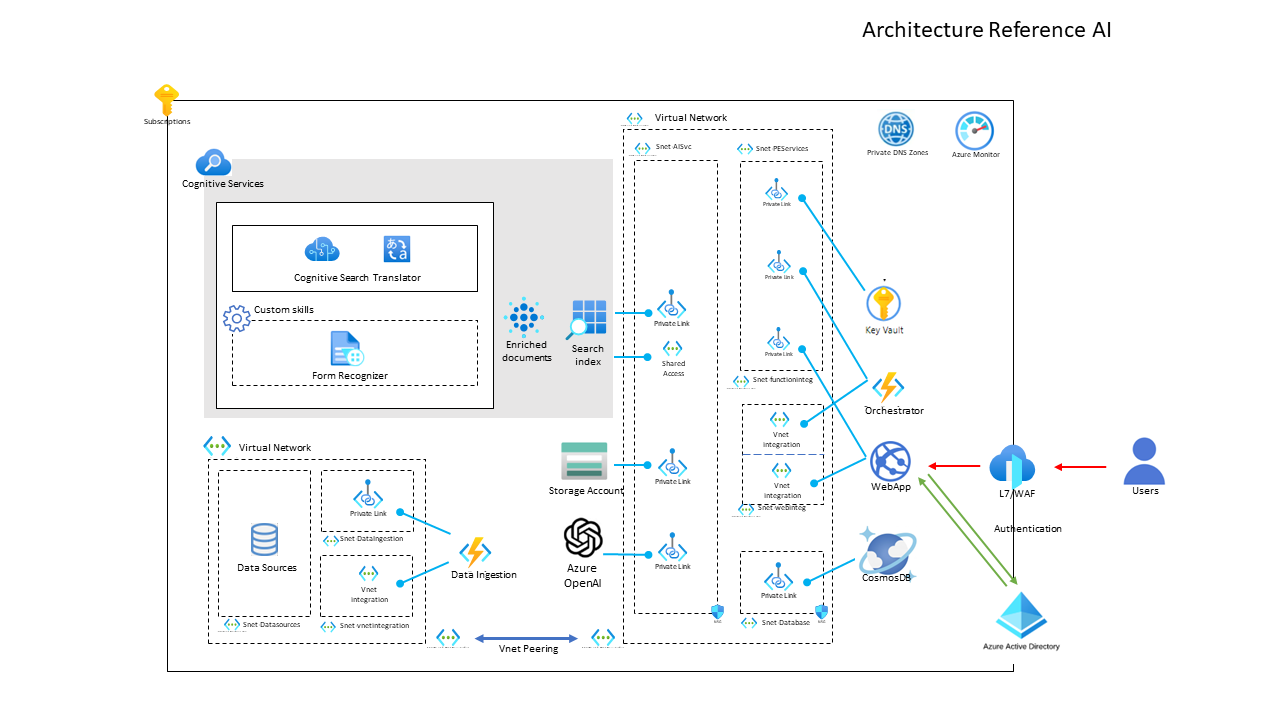 Architecture Reference AI
Subscriptions
Virtual Network
Private DNS Zones
Azure Monitor
Snet-AISvc
Snet-PEServices
Cognitive Services
Private Link
Private Link
Cognitive Search
Translator
Custom skills
Form Recognizer
Enriched
documents
Search
index
Private Link
Shared
Access
Private Link
Key Vault
Snet-functioninteg
Orchestrator
Vnet
integration
Vnet
integration
Snet-webinteg
WebApp
L7/WAF
Users
Authentication
Virtual Network
Storage Account
Private Link
Private Link
Snet-DataIngestion
Data Sources
Data Ingestion
Vnet
integration
Snet-Datasources
Snet-vnetintegration
Azure
OpenAI
Private Link
Private Link
CosmosDB
Snet-Database
Vnet Peering
Azure Active Directory